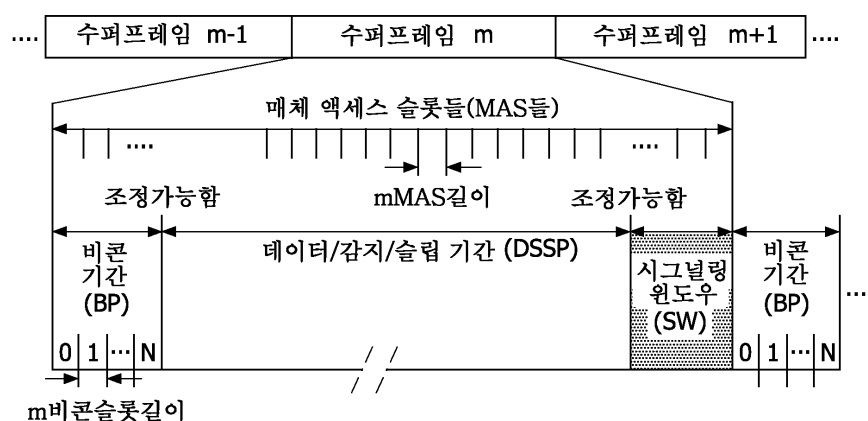 .... 수퍼프레임 m-1 수퍼프레임 m 수퍼프레임 m+1 ....
매체 액세스 슬롯들(MAS들)
.... ....
조정가능함 mMAS길이 조정가능함
비콘
기간
(BP)
데이터/감지/슬립 기간 (DSSP)
시그널링
윈도우
(SW)
비콘
기간
(BP)
...
0 1 ... N
0 1 ... N
m비콘슬롯길이